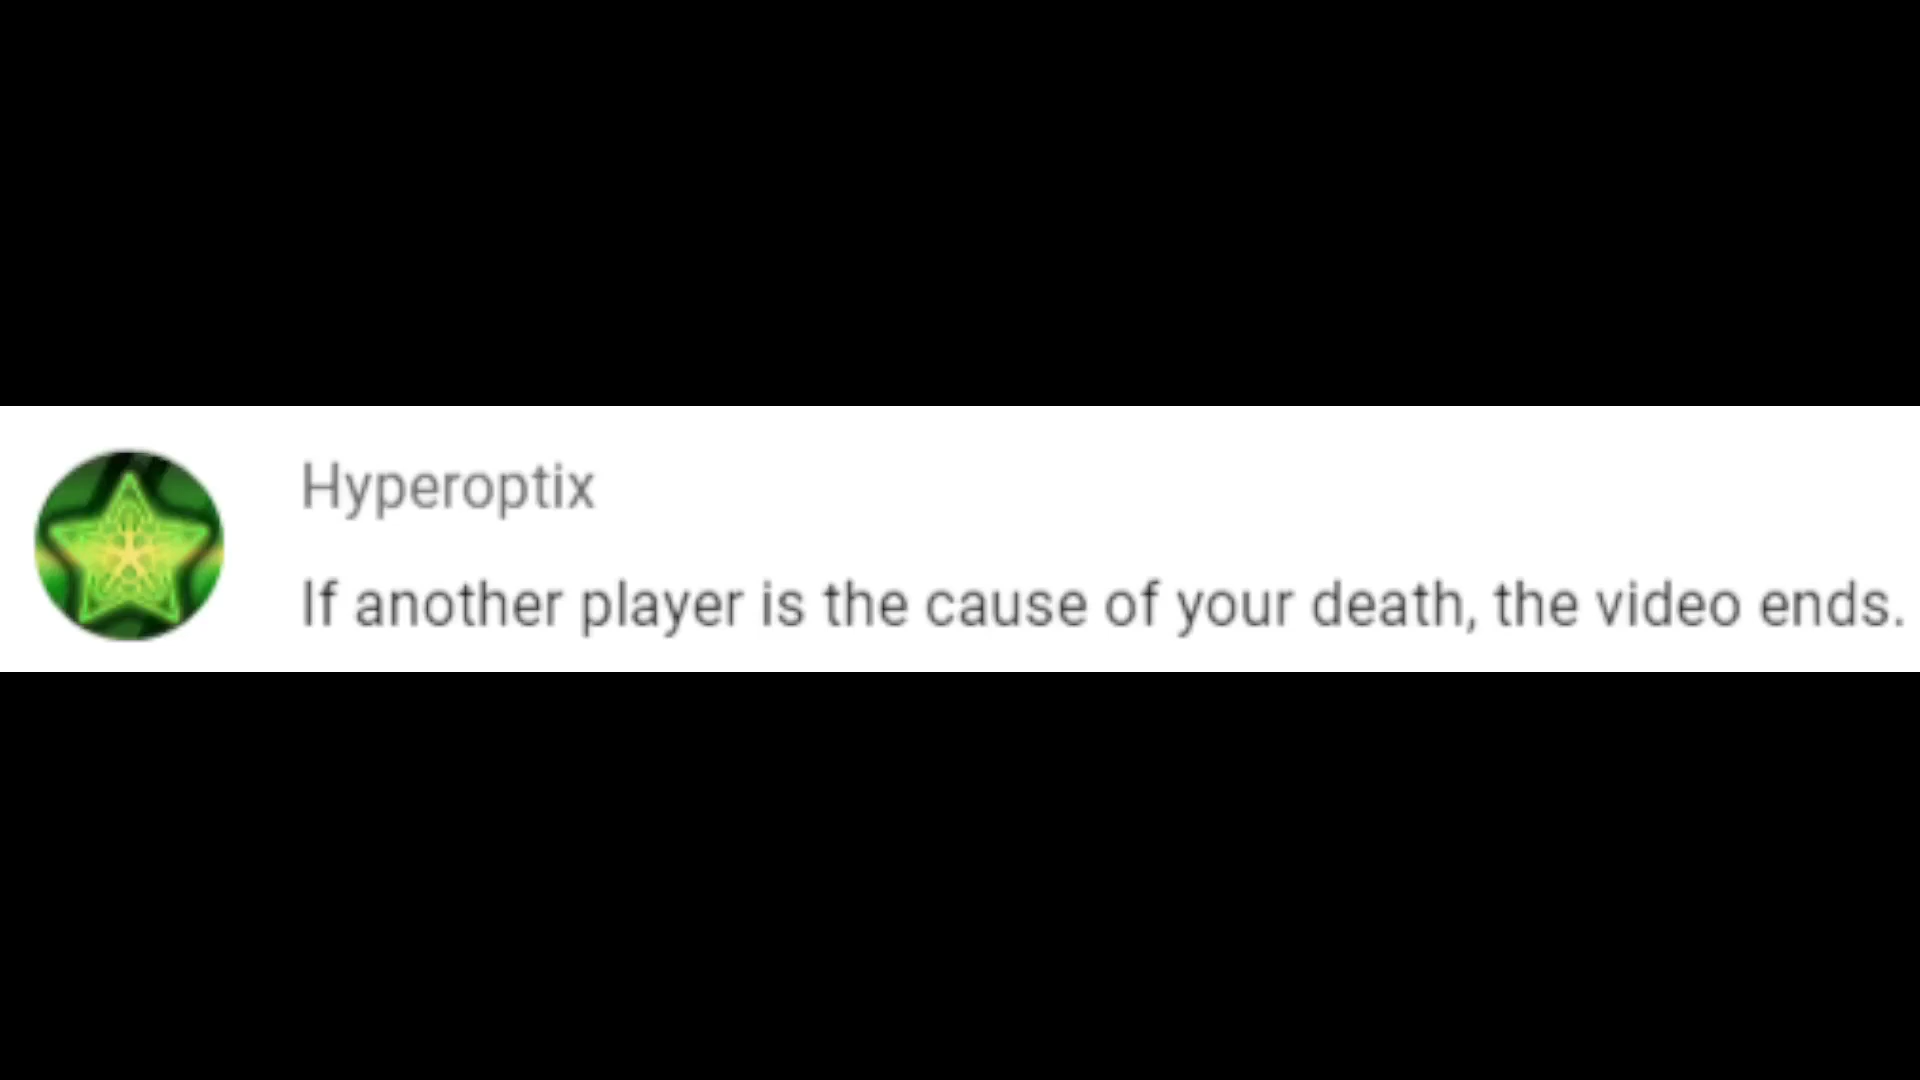 Hyperoptix
If another player is the cause of your death, the video ends.